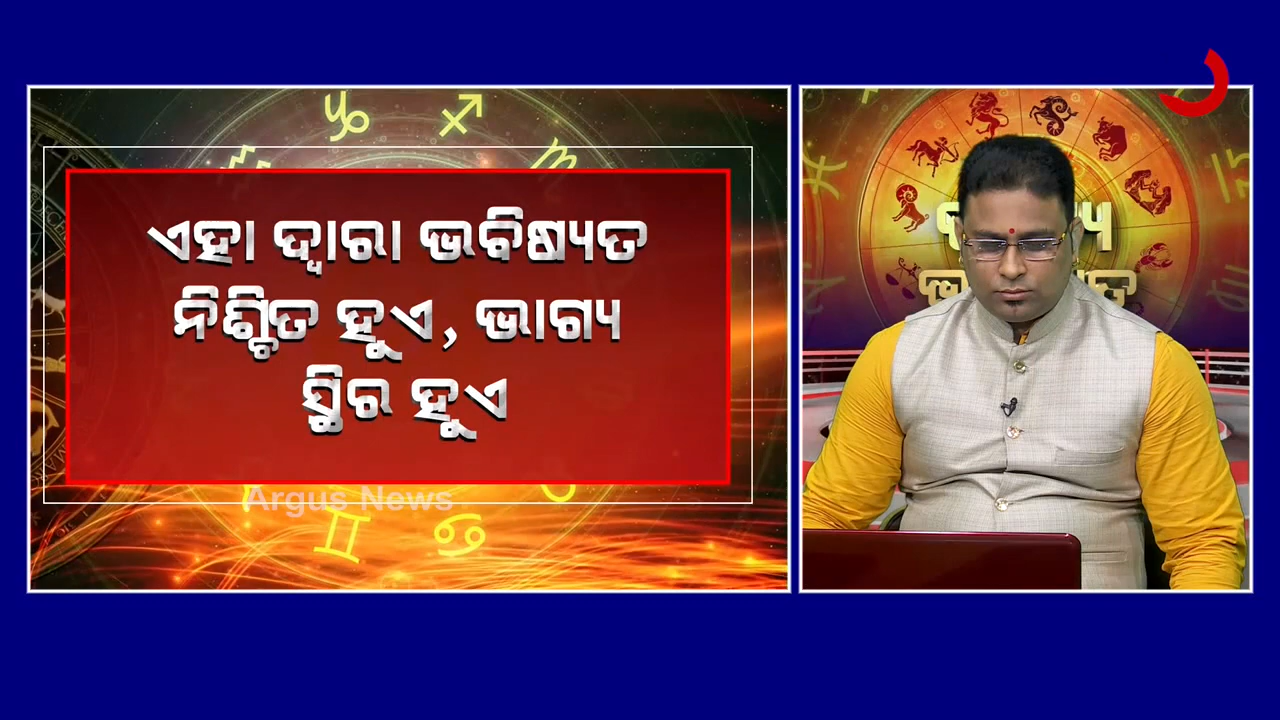 ଏହା ଦ୍ୱାରା ଭବିଷ୍ୟତ
ନିଶ୍ଚିତ ହୁଏ, ଭାଗ୍ୟ
ସ୍ଥିର ହୁଏ
Argus News